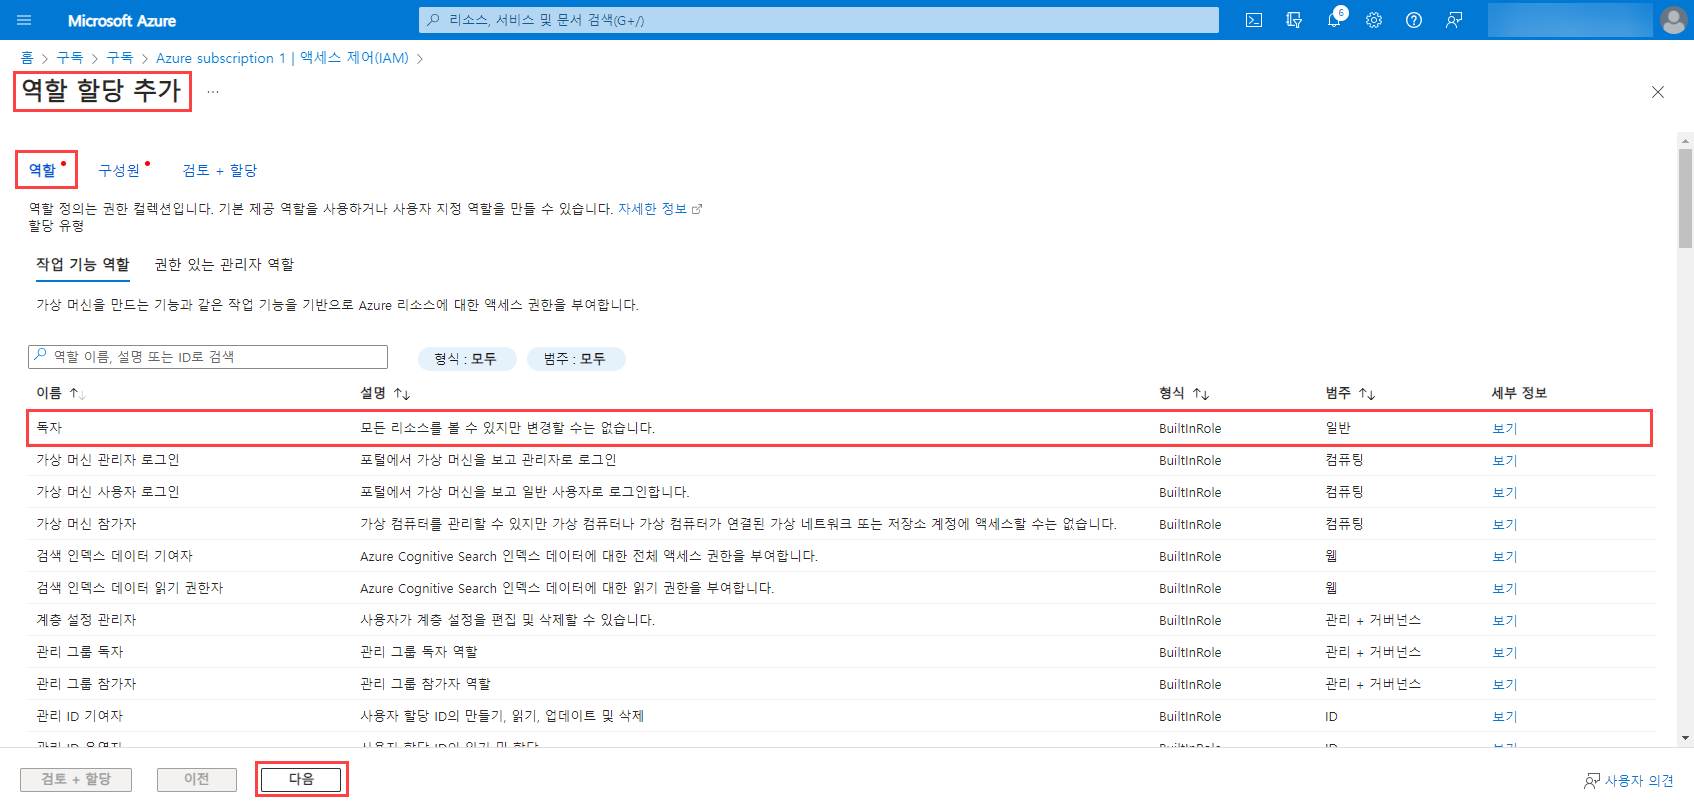 Microsoft Azure
리소스, 서비스 및 문서 검색(G+/)
6
홈 > 구독 > 구독 > Azure subscription 1 | 액세스 제어(IAM) >
역할 할당 추가 ...
역할 구성원 검토 + 할당
역할 정의는 권한 컬렉션입니다. 기본 제공 역할을 사용하거나 사용자 지정 역할을 만들 수 있습니다. 자세한 정보
할당 유형
작업 기능 역할 권한 있는 관리자 역할
가상 머신을 만드는 기능과 같은 작업 기능을 기반으로 Azure 리소스에 대한 액세스 권한을 부여합니다.
역할 이름, 설명 또는 ID로 검색 형식 : 모두 범주 : 모두
이름 ↑↓ 설명 ↑↓ 형식 ↑↓ 범주 ↑↓ 세부 정보
독자 모든 리소스를 볼 수 있지만 변경할 수는 없습니다. BuiltInRole 일반 보기
가상 머신 관리자 로그인 포털에서 가상 머신을 보고 관리자로 로그인 BuiltInRole 컴퓨팅 보기
가상 머신 사용자 로그인 포털에서 가상 머신을 보고 일반 사용자로 로그인합니다. BuiltInRole 컴퓨팅 보기
가상 머신 참가자 가상 컴퓨터를 관리할 수 있지만 가상 컴퓨터나 가상 컴퓨터가 연결된 가상 네트워크 또는 저장소 계정에 액세스할 수는 없습니다. BuiltInRole 컴퓨팅 보기
검색 인덱스 데이터 기여자 Azure Cognitive Search 인덱스 데이터에 대한 전체 액세스 권한을 부여합니다. BuiltInRole 웹 보기
검색 인덱스 데이터 읽기 권한자 Azure Cognitive Search 인덱스 데이터에 대한 읽기 권한을 부여합니다. BuiltInRole 웹 보기
계층 설정 관리자 사용자가 계층 설정을 편집 및 삭제할 수 있습니다. BuiltInRole 관리 + 거버넌스 보기
관리 그룹 독자 관리 그룹 독자 역할 BuiltInRole 관리 + 거버넌스 보기
관리 그룹 참가자 관리 그룹 참가자 역할 BuiltInRole 관리 + 거버넌스 보기
관리 ID 기여자 사용자 할당 ID의 만들기, 읽기, 업데이트 및 삭제 BuiltInRole ID 보기
관리 ID 운영자 사용자 할당 ID의 읽기 및 할당 BuiltInRole ID 보기
검토 + 할당 이전 다음 사용자 의견